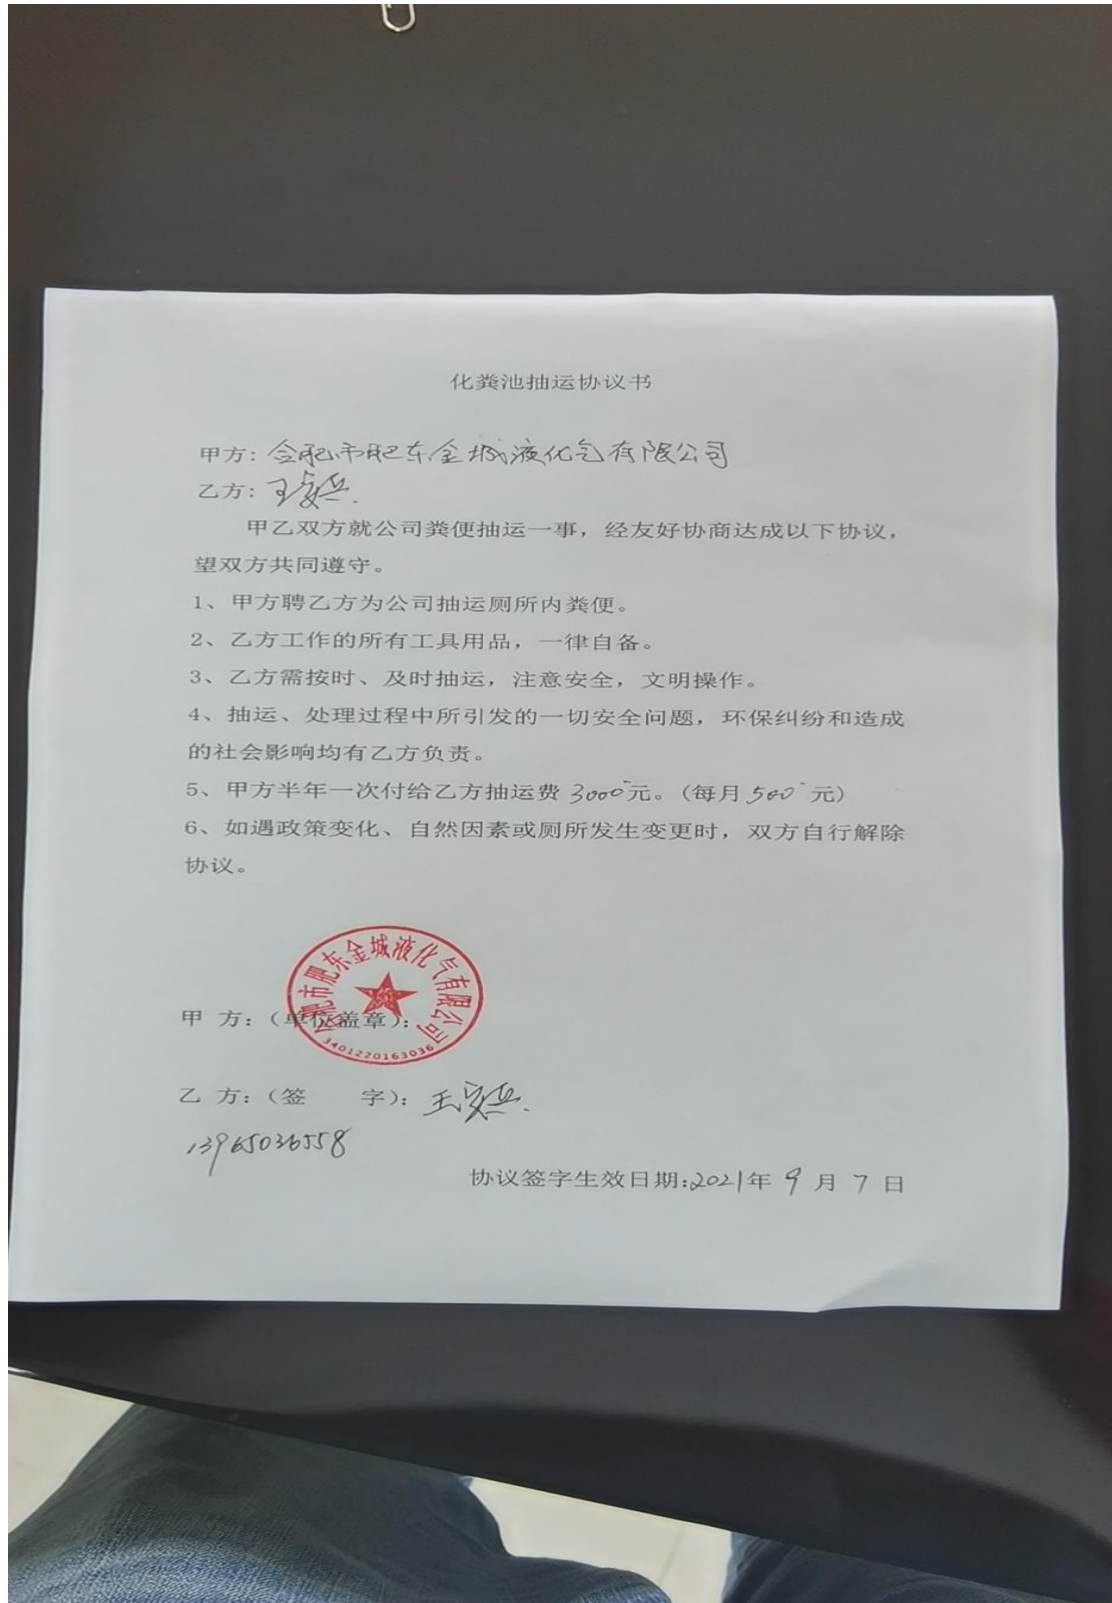 化粪池抽运协议书
甲方:合肥市肥东金城液化气有限公司
乙方:王
甲乙双方就公司粪便抽运一事，经友好协商达成以下协议，
望双方共同遵守。
1、甲方聘乙方为公司抽运厕所内粪便。
2、乙方工作的所有工具用品，一律自备。
3、乙方需按时、及时抽运，注意安全，文明操作。
4、抽运、处理过程中所引发的一切安全问题，环保纠纷和造成
的社会影响均有乙方负责。
5、甲方半年一次付给乙方抽运费 3000元。(每月 500 元)
6、如遇政策变化、自然因素或厕所发生变更时，双方自行解除
协议。
合肥市肥东金城液化气有限公司
甲 方:(单位盖章):
3401220163036
乙 方:(签 字): 王
13965036558
协议签字生效日期:2021年 9 月 7 日